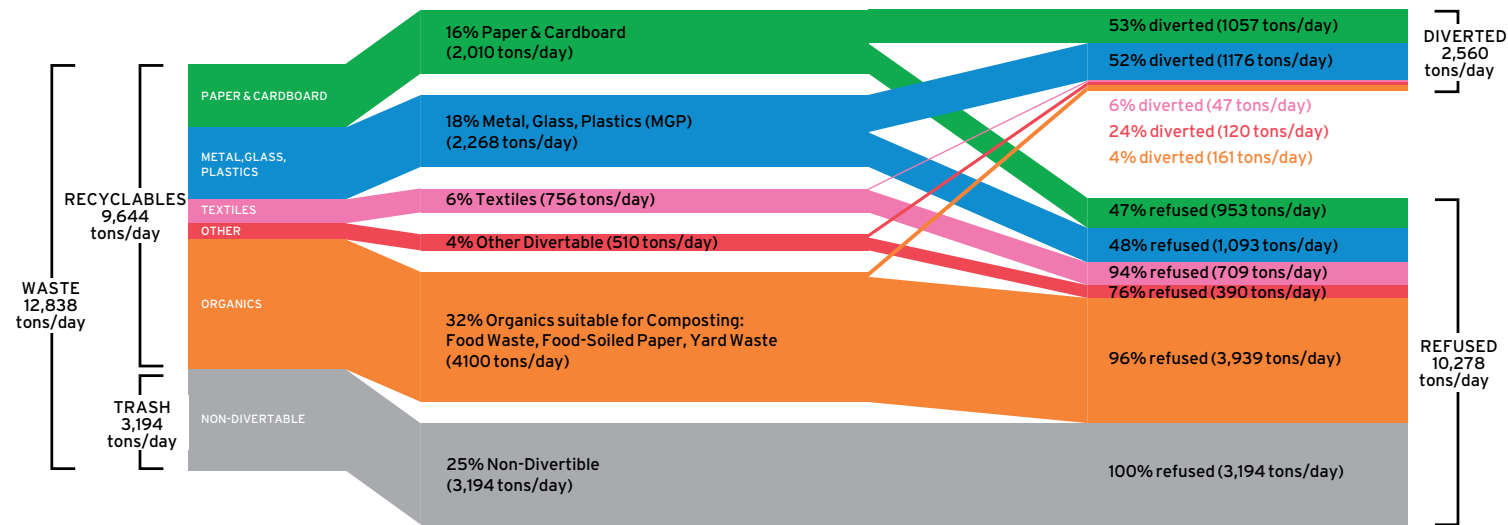 WASTE
12,838
tons/day
RECYCLABLES
9,644
tons/day
TRASH
3,194
tons/day
PAPER & CARDBOARD
METAL,GLASS,
PLASTICS
TEXTILES
OTHER
ORGANICS
NON-DIVERTABLE
16% Paper & Cardboard
(2,010 tons/day)
18% Metal, Glass, Plastics (MGP)
(2,268 tons/day)
6% Textiles (756 tons/day)
4% Other Divertable (510 tons/day)
32% Organics suitable for Composting:
Food Waste, Food-Soiled Paper, Yard Waste
(4100 tons/day)
25% Non-Divertible
(3,194 tons/day)
53% diverted (1057 tons/day)
52% diverted (1176 tons/day)
6% diverted (47 tons/day)
24% diverted (120 tons/day)
4% diverted (161 tons/day)
47% refused (953 tons/day)
48% refused (1,093 tons/day)
94% refused (709 tons/day)
76% refused (390 tons/day)
96% refused (3,939 tons/day)
100% refused (3,194 tons/day)
DIVERTED
2,560
tons/day
REFUSED
10,278
tons/day